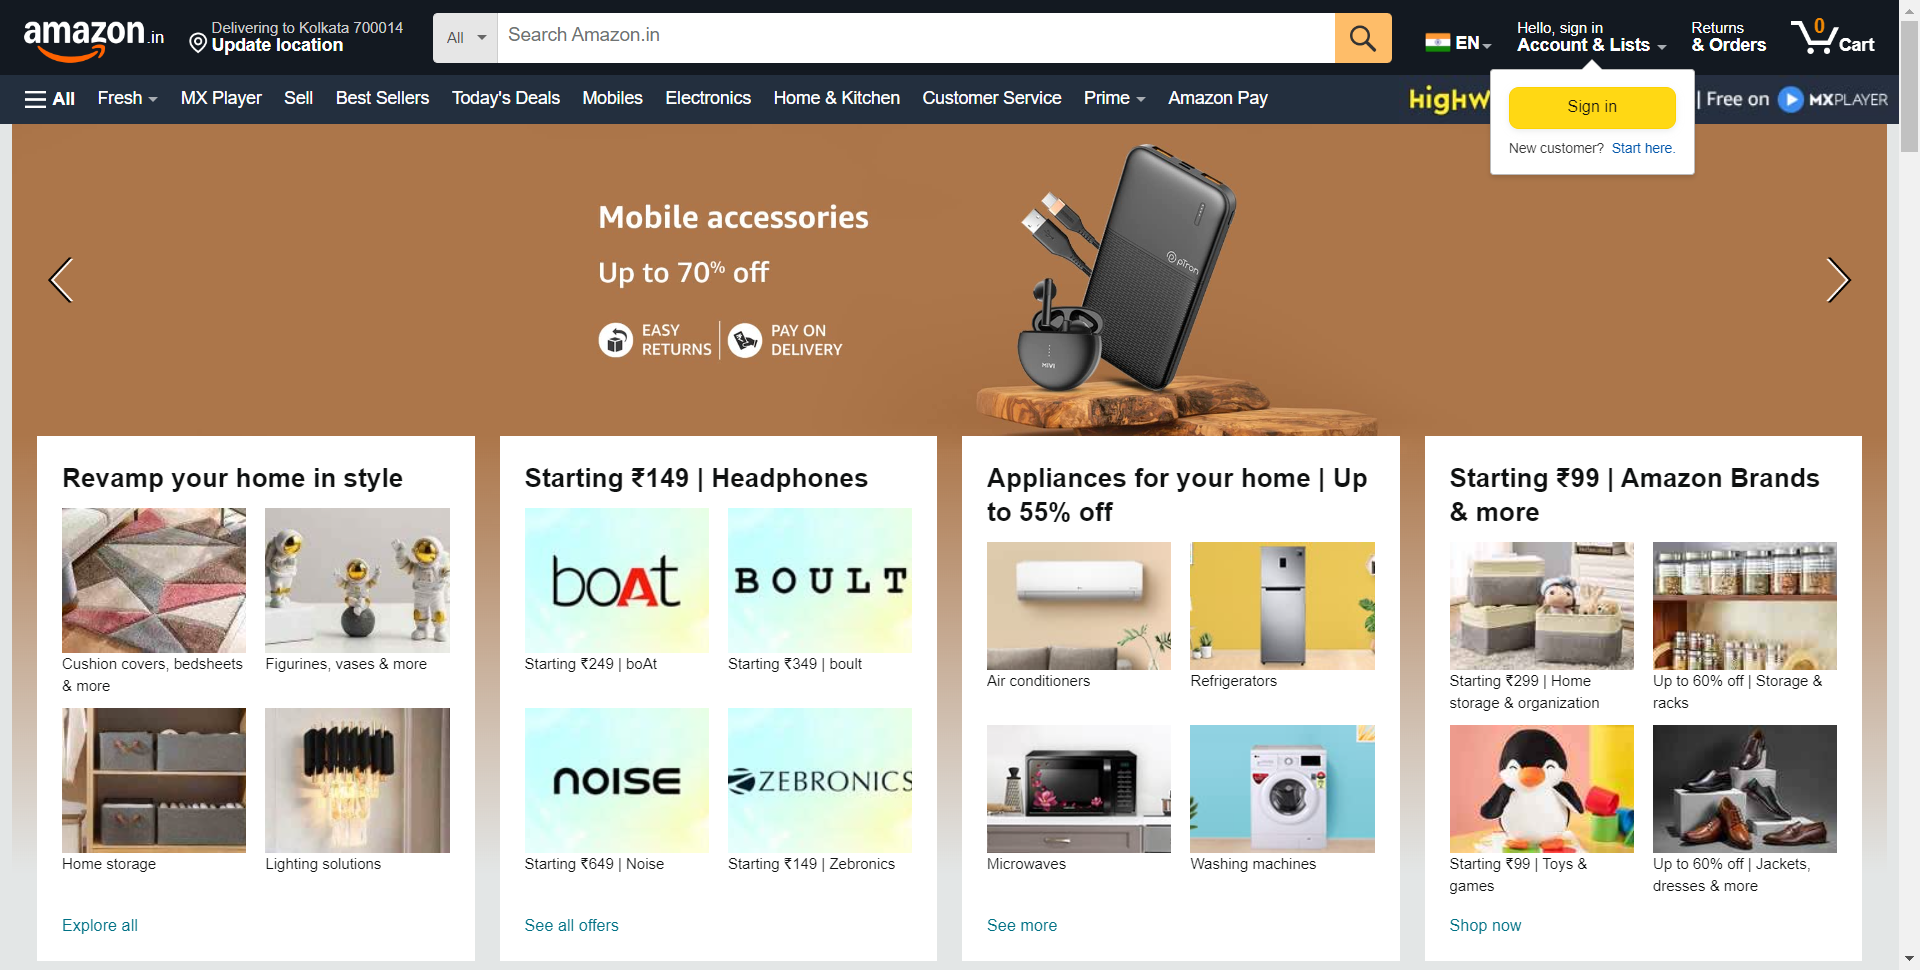 amazon.in
Delivering to Kolkata 700014
Update location
All
Search Amazon.in
EN
Hello, sign in
Account & Lists
Returns
& Orders
0
Cart
All
Fresh
MX Player
Sell
Best Sellers
Today's Deals
Mobiles
Electronics
Home & Kitchen
Customer Service
Prime
Amazon Pay
| Free on
MXPLAYER
Sign in
New customer? Start here.
Mobile accessories
Up to 70% off
EASY
RETURNS
PAY ON
DELIVERY
pTron
MIVI
Revamp your home in style
Cushion covers, bedsheets
& more
Figurines, vases & more
Home storage
Lighting solutions
Explore all
Starting ₹149 | Headphones
boAt
BOULT
Starting ₹249 | boAt
Starting ₹349 | boult
noise
ZEBRONICS
Starting ₹649 | Noise
Starting ₹149 | Zebronics
See all offers
Appliances for your home | Up
to 55% off
Air conditioners
Refrigerators
Microwaves
Washing machines
See more
Starting ₹99 | Amazon Brands
& more
Starting ₹299 | Home
storage & organization
Up to 60% off | Storage &
racks
Starting ₹99 | Toys &
games
Up to 60% off | Jackets,
dresses & more
Shop now